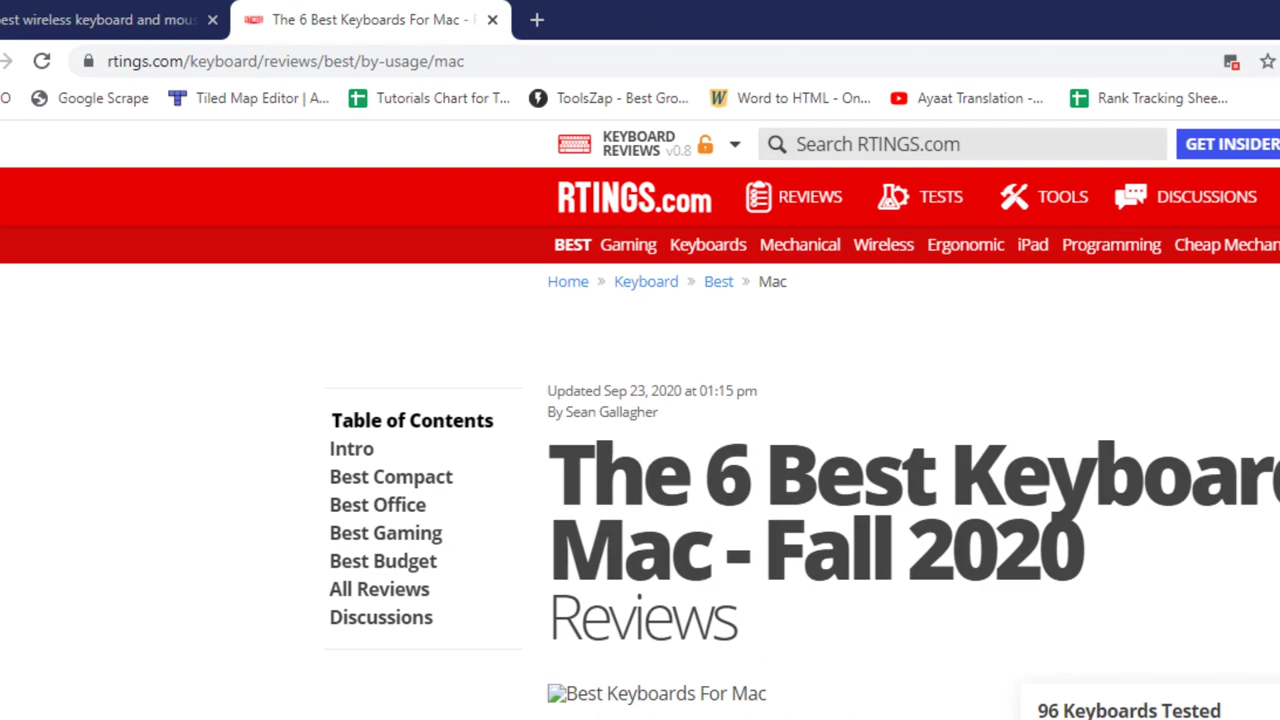 est wireless keyboard and mou
The 6 Best Keyboards For Mac -
rtings.com/keyboard/reviews/best/by-usage/mac
O Google Scrape Tiled Map Editor | A... Tutorials Chart for T... ToolsZap - Best Gro... Word to HTML - On... Ayaat Translation -... Rank Tracking Shee...
KEYBOARD
REVIEWS v0.8
Search RTINGS.com
GET INSIDER
RTINGS.com REVIEWS TESTS TOOLS DISCUSSIONS
BEST Gaming Keyboards Mechanical Wireless Ergonomic iPad Programming Cheap Mechan
Home » Keyboard » Best » Mac
Updated Sep 23, 2020 at 01:15 pm
By Sean Gallagher
Table of Contents
Intro
Best Compact
Best Office
Best Gaming
Best Budget
All Reviews
Discussions
The 6 Best Keyboar
Mac - Fall 2020
Reviews
Best Keyboards For Mac
96 Keyboards Tested